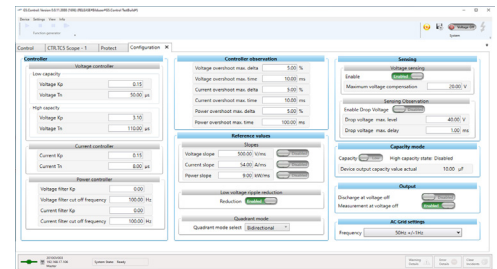 Device Settings View Info
Function generator
Voltage Off
System
Control CTR.TCS Scope - 1 Protect Configuration ✕
Controller
Voltage controller
Low capacity
Voltage Kp 0.15
Voltage Tn 50.00 µs
High capacity
Voltage Kp 3.10
Voltage Tn 110.00 µs
Current controller
Current Kp 0.15
Current Tn 8.00 µs
Power controller
Voltage filter Kp 0.00
Voltage filter cut off frequency 100.00 Hz
Current filter Kp 0.00
Current filter cut off frequency 100.00 Hz
Controller observation
Voltage overshoot max. delta 5.00 %
Voltage overshoot max. time 10.00 ms
Current overshoot max. delta 5.00 %
Current overshoot max. time 10.00 ms
Power overshoot max. delta 5.00 %
Power overshoot max. time 100.00 ms
Reference values
Slopes
Voltage slope 500.00 V/ms
Current slope 54.00 A/ms
Power slope 9.00 kW/ms
Low voltage ripple reduction
Reduction Enabled
Quadrant mode
Quadrant mode select Bidirectional
Sensing
Voltage sensing
Enable Enabled
Maximum voltage compensation 20.00 V
Sensing Observation
Enable Drop Voltage
Drop voltage max. level 40.00 V
Drop voltage max. delay 1.00 ms
Capacity mode
Capacity High capacity state: Disabled
Device output capacity value actual 10.00 µF
Output
Discharge at voltage off
Measurement at voltage off Enabled
AC Grid settings
Frequency 50Hz +/-1Hz
System State: Ready